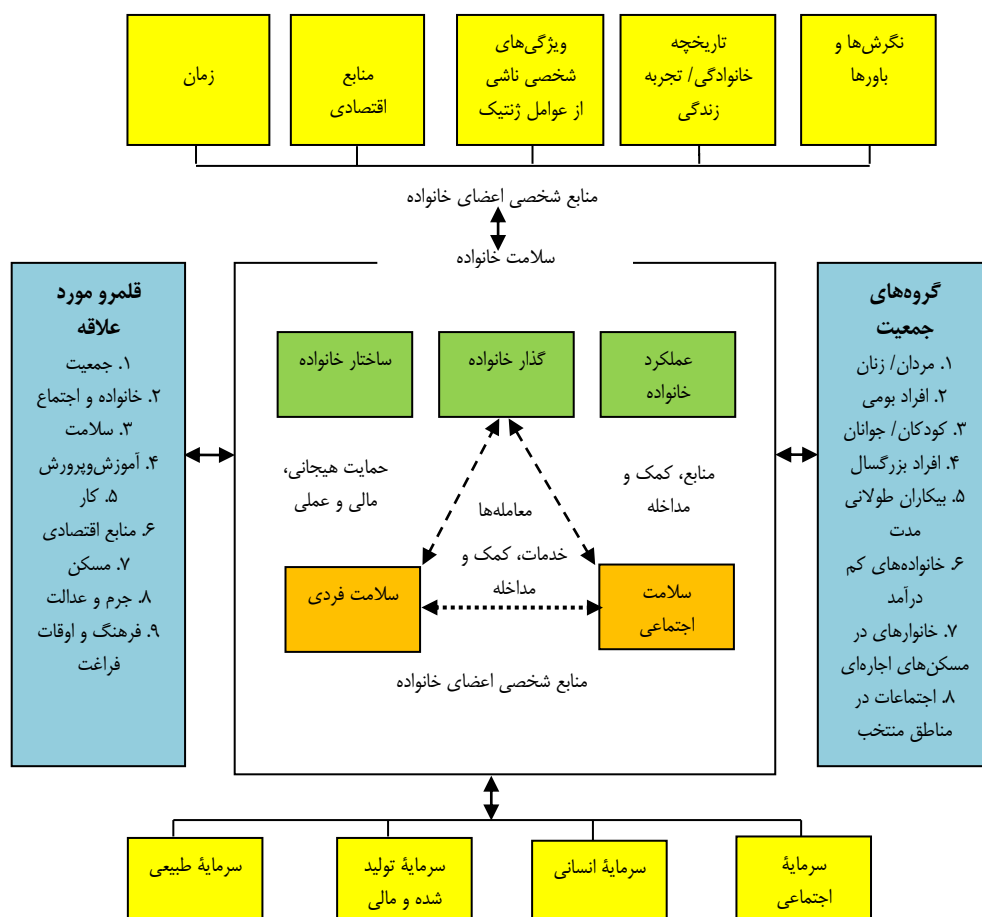 نگرش‌ها و
باورها
تاریخچه
خانوادگی/ تجربه
زندگی
ویژگی‌های
شخصی ناشی
از عوامل ژنتیک
منابع
اقتصادی
زمان
منابع شخصی اعضای خانواده
سلامت خانواده
گروه‌های
جمعیت
۱. مردان/ زنان
۲. افراد بومی
۳. کودکان/ جوانان
۴. افراد بزرگسال
۵. بیکاران طولانی
مدت
۶. خانواده‌های کم
درآمد
۷. خانوارهای در
مسکن‌های اجاره‌ای
۸. اجتماعات در
مناطق منتخب
عملکرد
خانواده
گذار خانواده
ساختار خانواده
منابع، کمک و
مداخله
حمایت هیجانی،
مالی و عملی
معامله‌ها
خدمات، کمک و
مداخله
سلامت
اجتماعی
سلامت فردی
منابع شخصی اعضای خانواده
قلمرو مورد
علاقه
۱. جمعیت
۲. خانواده و اجتماع
۳. سلامت
۴. آموزش‌وپرورش
۵. کار
۶. منابع اقتصادی
۷. مسکن
۸. جرم و عدالت
۹. فرهنگ و اوقات
فراغت
سرمایۀ
اجتماعی
سرمایۀ انسانی
سرمایۀ تولید
شده و مالی
سرمایۀ طبیعی